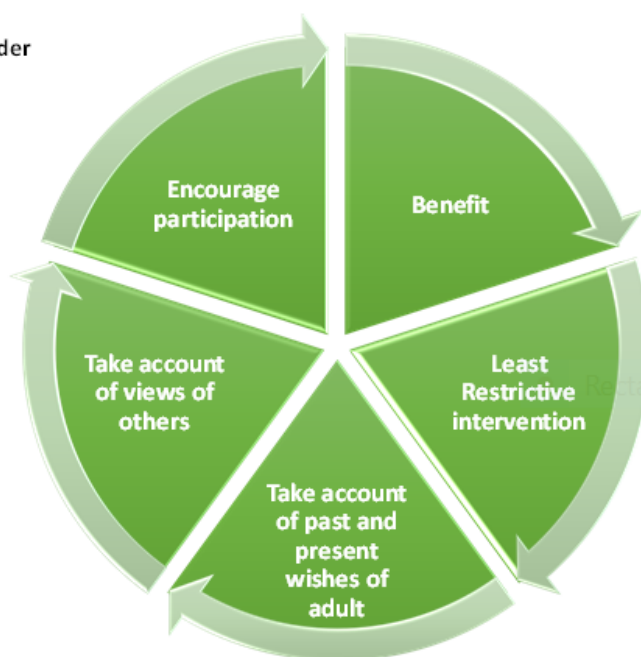 der
Encourage
participation
Benefit
Take account
of views of
others
Least
Restrictive
intervention
Take account
of past and
present
wishes of
adult